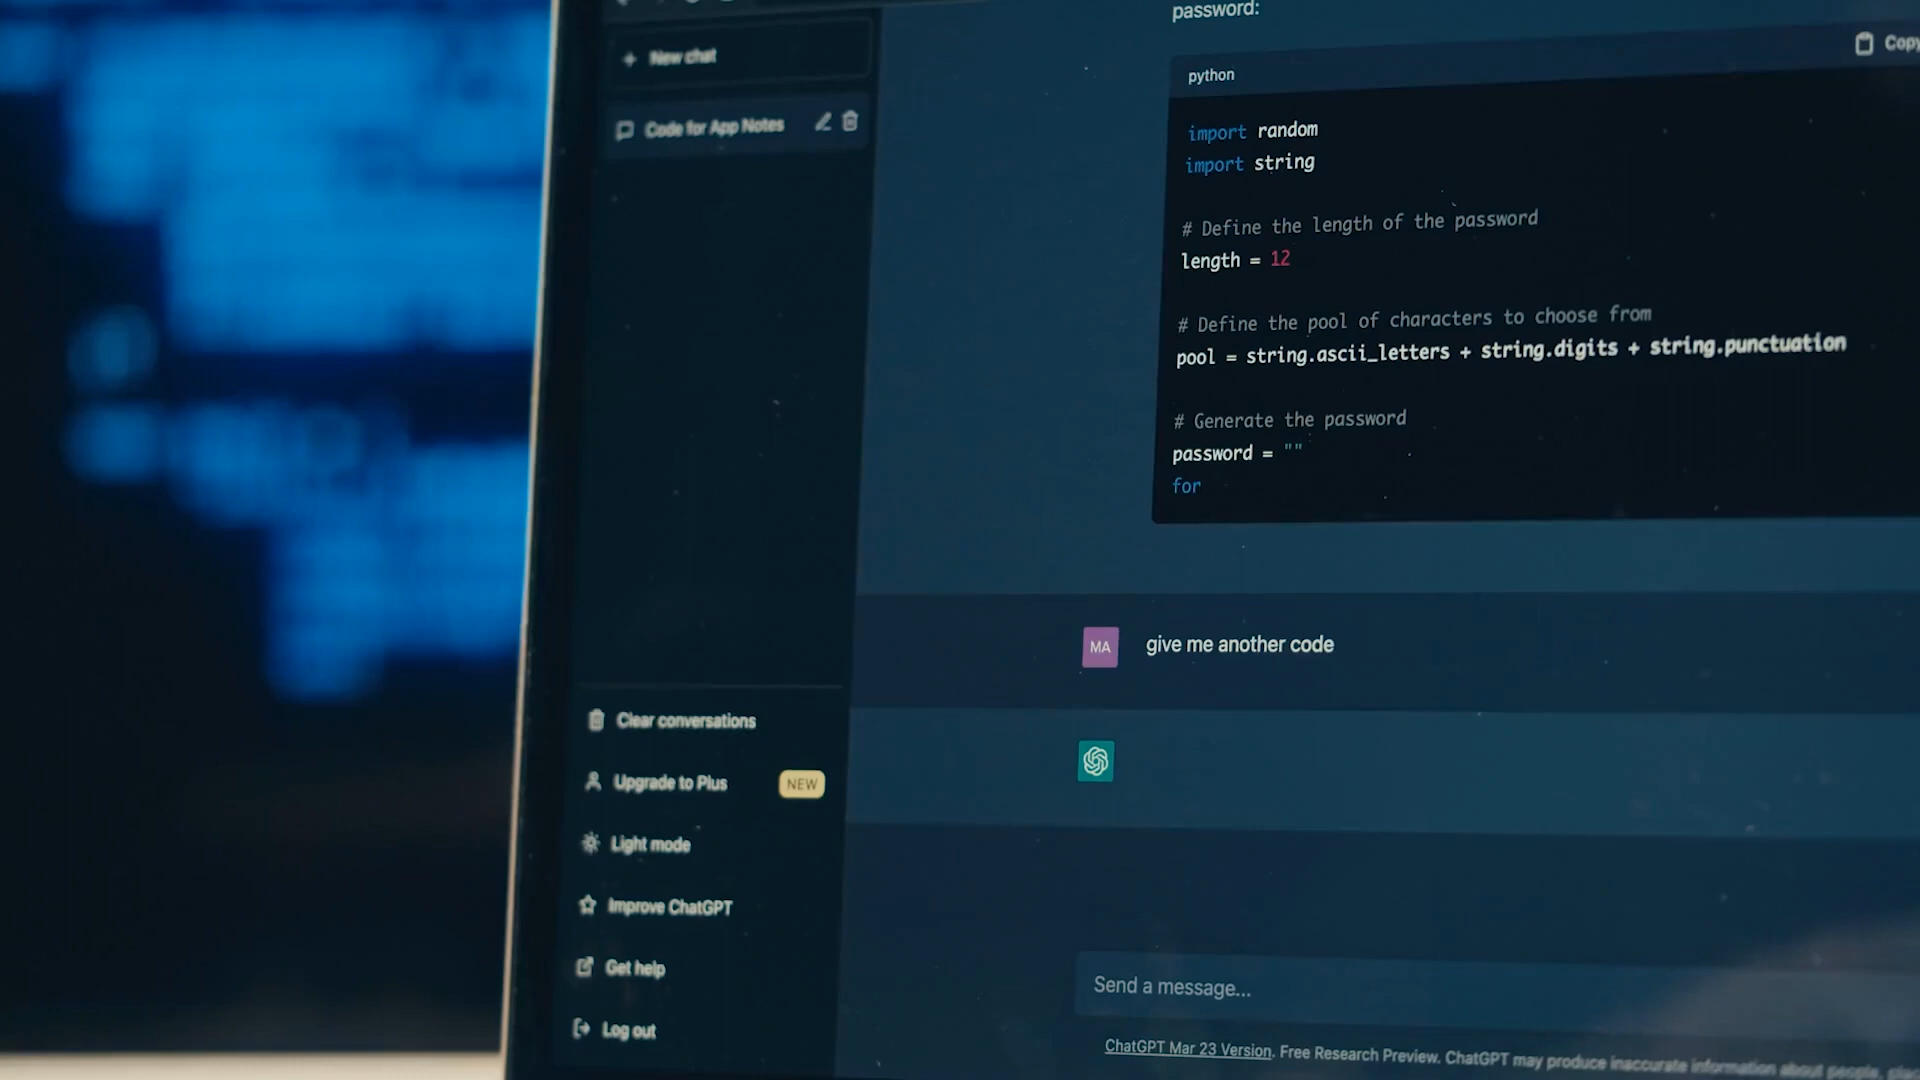 New chat
Code for App Notes
Clear conversations
Upgrade to Plus
NEW
Light mode
Improve ChatGPT
Get help
Log out
password:
python
Copy
import random
import string
# Define the length of the password
length = 12
# Define the pool of characters to choose from
pool = string.ascii_letters + string.digits + string.punctuation
# Generate the password
password = ""
for
MA
give me another code
Send a message...
ChatGPT Mar 23 Version. Free Research Preview. ChatGPT may produce inaccurate information about people,